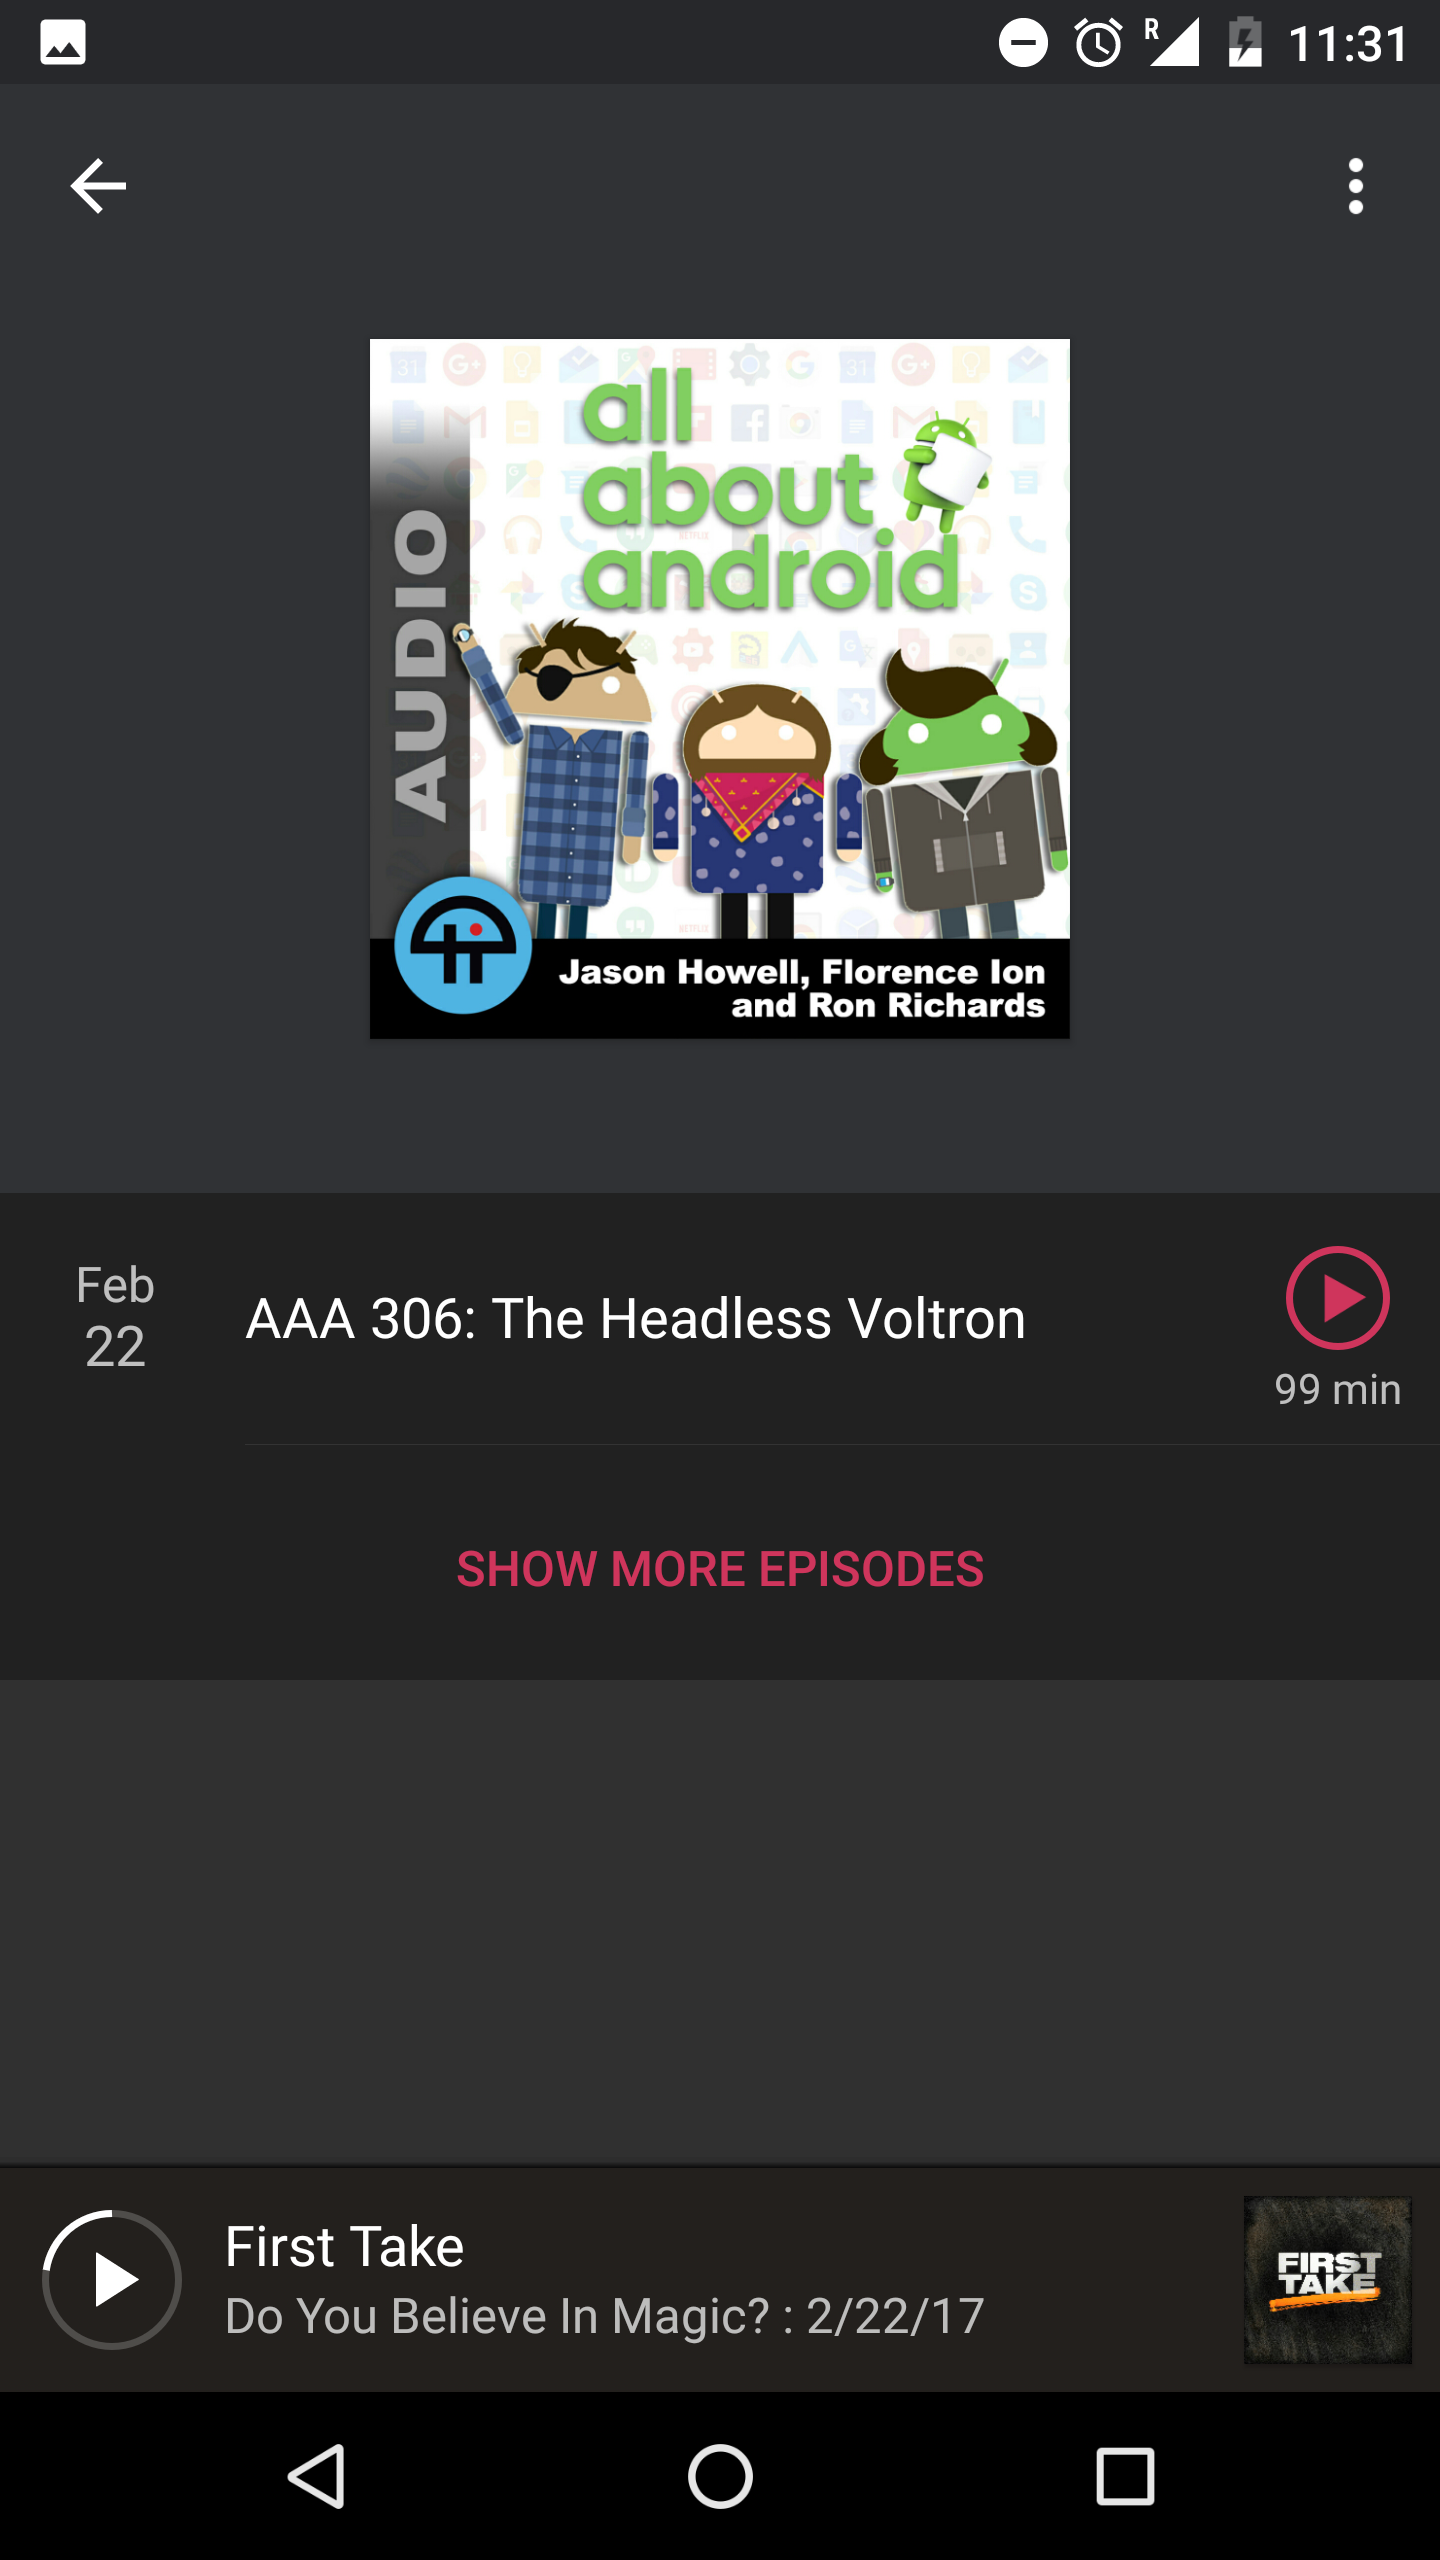 R
11:31
all
about
android
AUDIO
Jason Howell, Florence Ion
and Ron Richards
Feb
22
AAA 306: The Headless Voltron
99 min
SHOW MORE EPISODES
First Take
Do You Believe In Magic? : 2/22/17
FIRST
TAKE